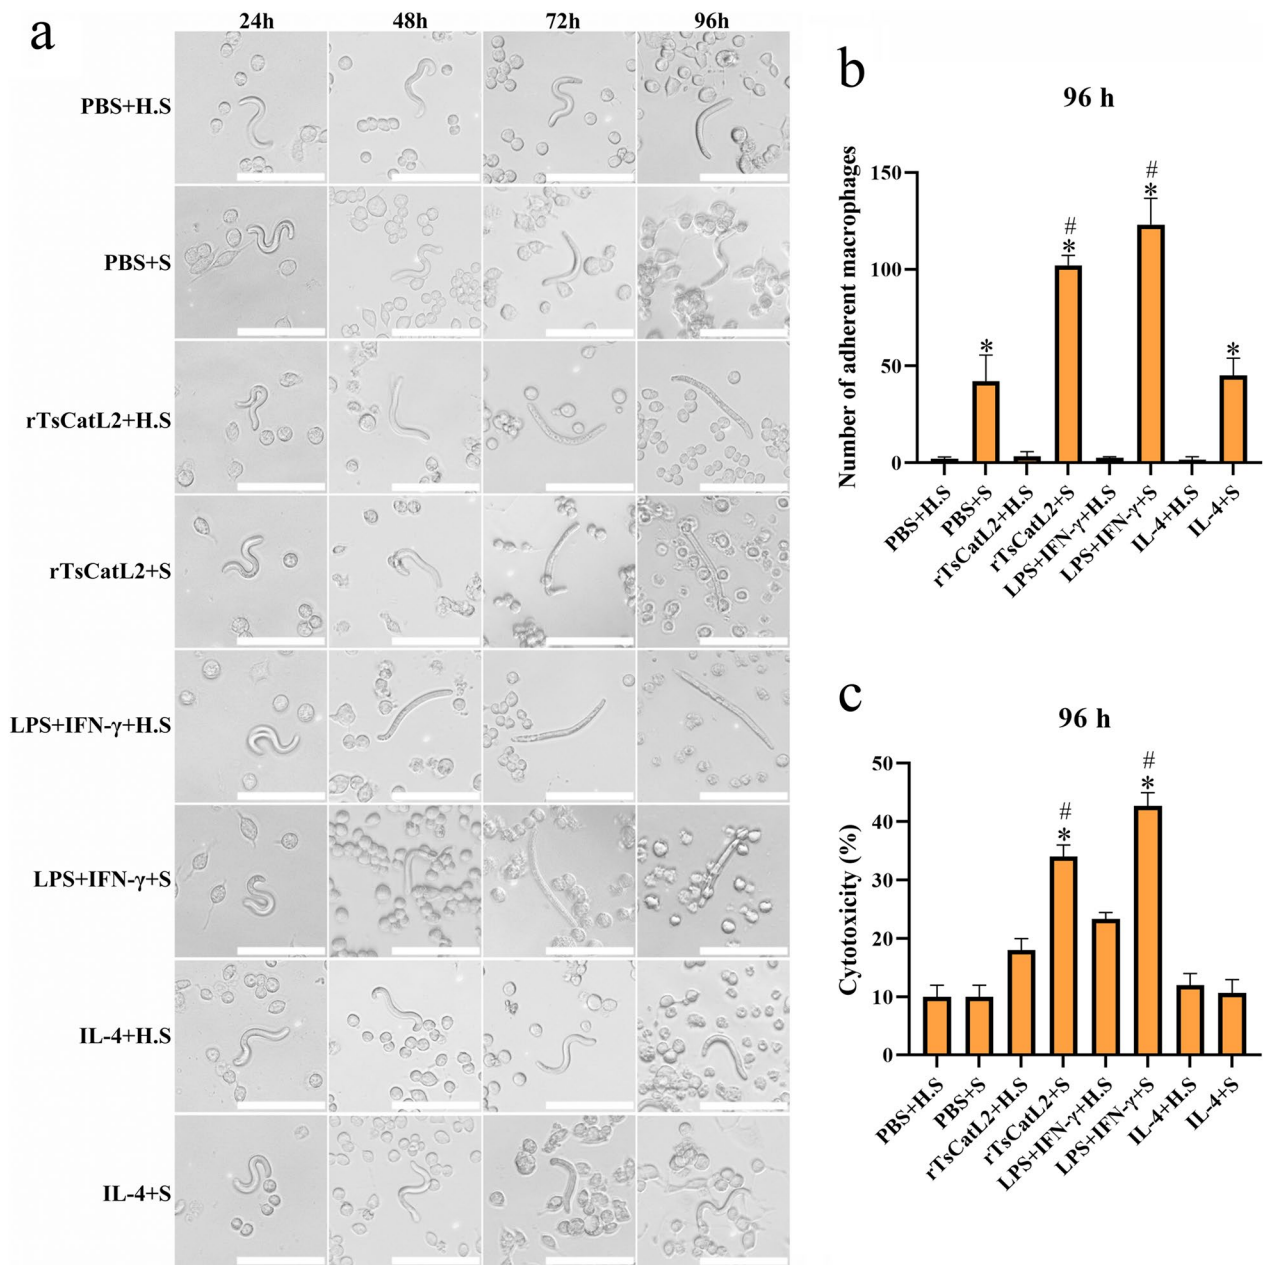 a
24h 48h 72h 96h
PBS+H.S
PBS+S
rTsCatL2+H.S
rTsCatL2+S
LPS+IFN-γ+H.S
LPS+IFN-γ+S
IL-4+H.S
IL-4+S
b
96 h
Number of adherent macrophages
150
100
50
0
*
#
*
#
*
*
PBS+H.S
PBS+S
rTsCatL2+H.S
rTsCatL2+S
LPS+IFN-γ+H.S
LPS+IFN-γ+S
IL-4+H.S
IL-4+S
c
96 h
Cytotoxicity (%)
50
40
30
20
10
0
#
*
#
*
PBS+H.S
PBS+S
rTsCatL2+H.S
rTsCatL2+S
LPS+IFN-γ+H.S
LPS+IFN-γ+S
IL-4+H.S
IL-4+S